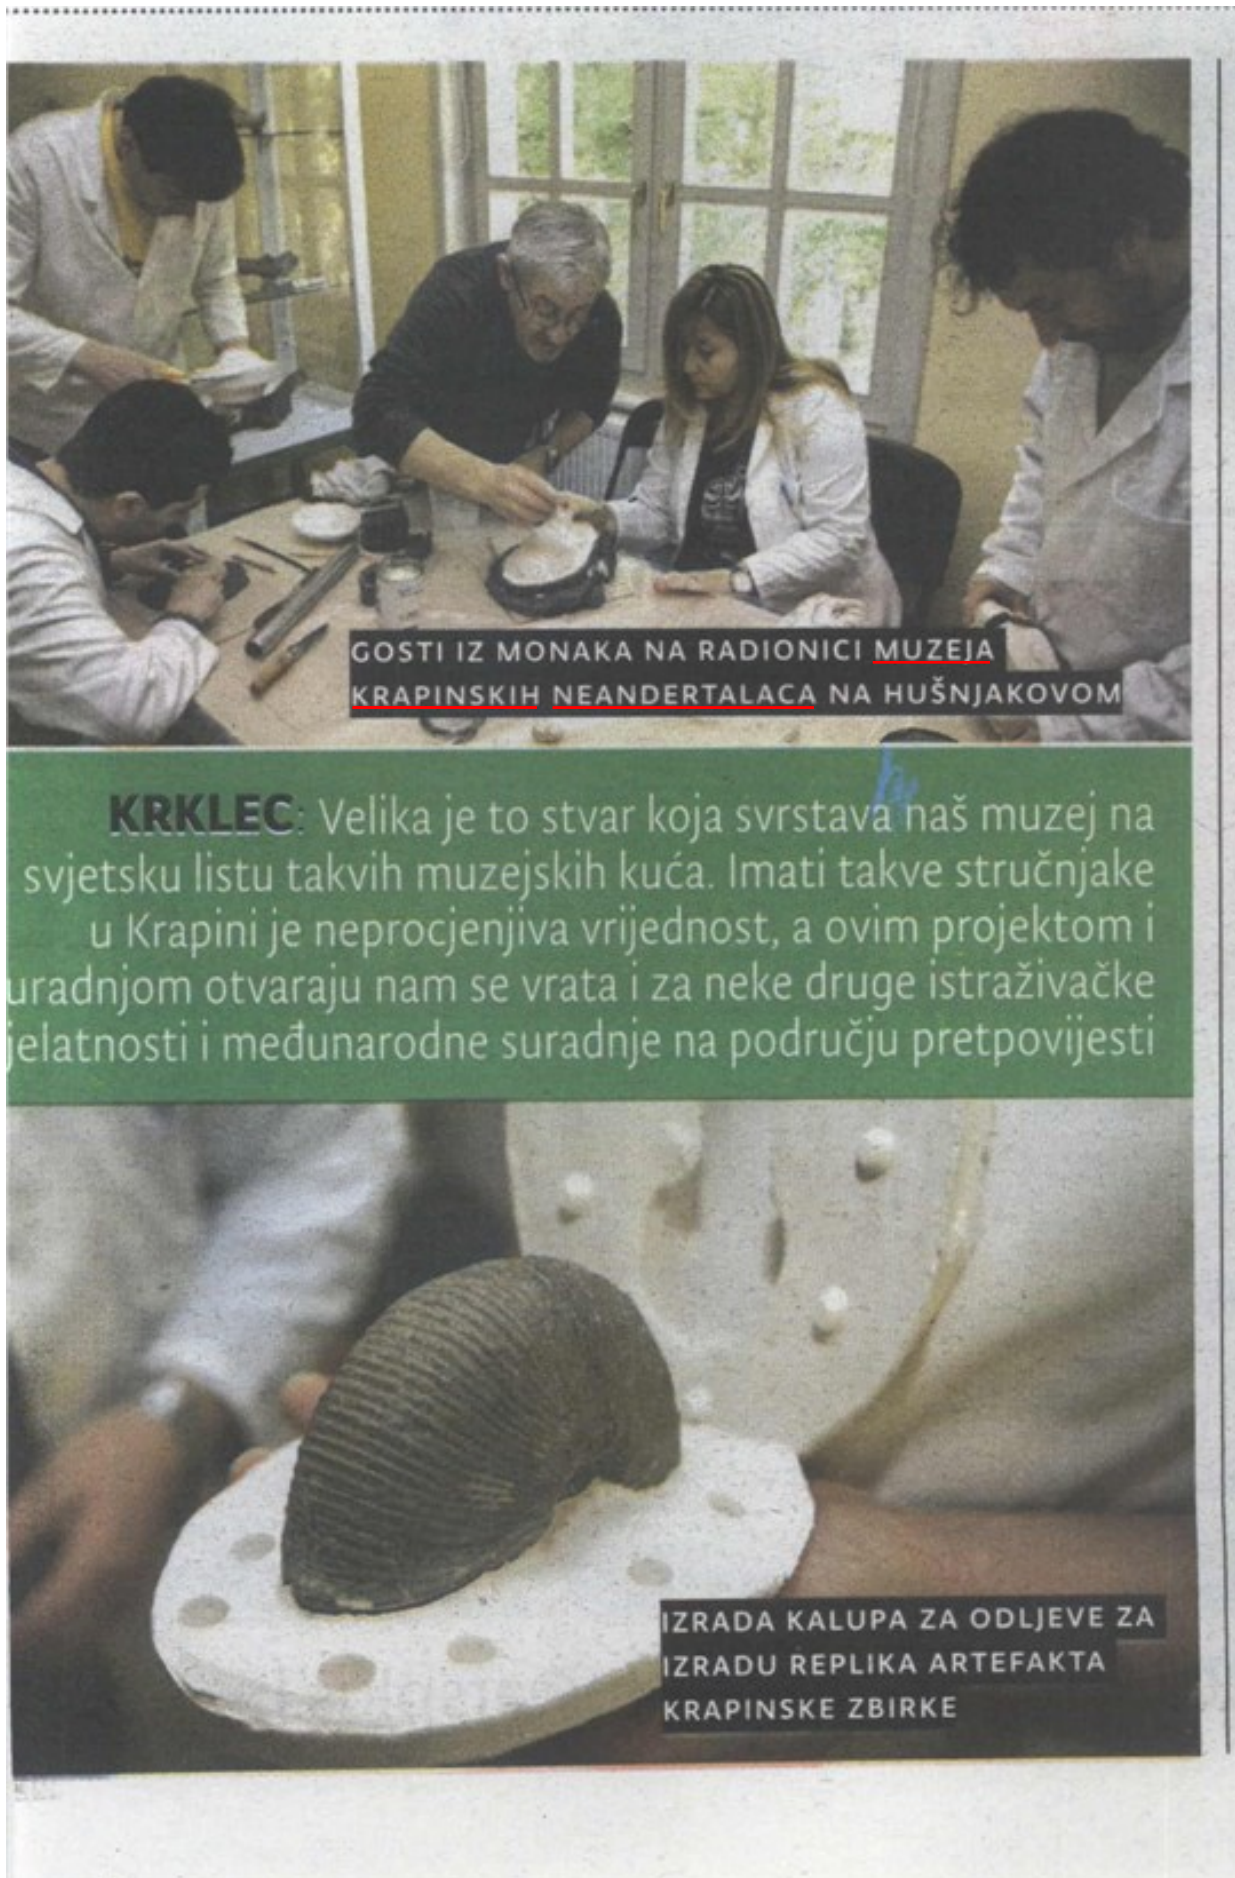 GOSTI IZ MONAKA NA RADIONICI MUZEJA
KRAPINSKIH NEANDERTALACA NA HUŠNJAKOVOM
KRKLEC: Velika je to stvar koja svrstava naš muzej na
svjetsku listu takvih muzejskih kuća. Imati takve stručnjake
u Krapini je neprocjenjiva vrijednost, a ovim projektom i
uradnjom otvaraju nam se vrata i za neke druge istraživačke
jelatnosti i međunarodne suradnje na području pretpovijesti
IZRADA KALUPA ZA ODLJEVE ZA
IZRADU REPLIKA ARTEFAKTA
KRAPINSKE ZBIRKE